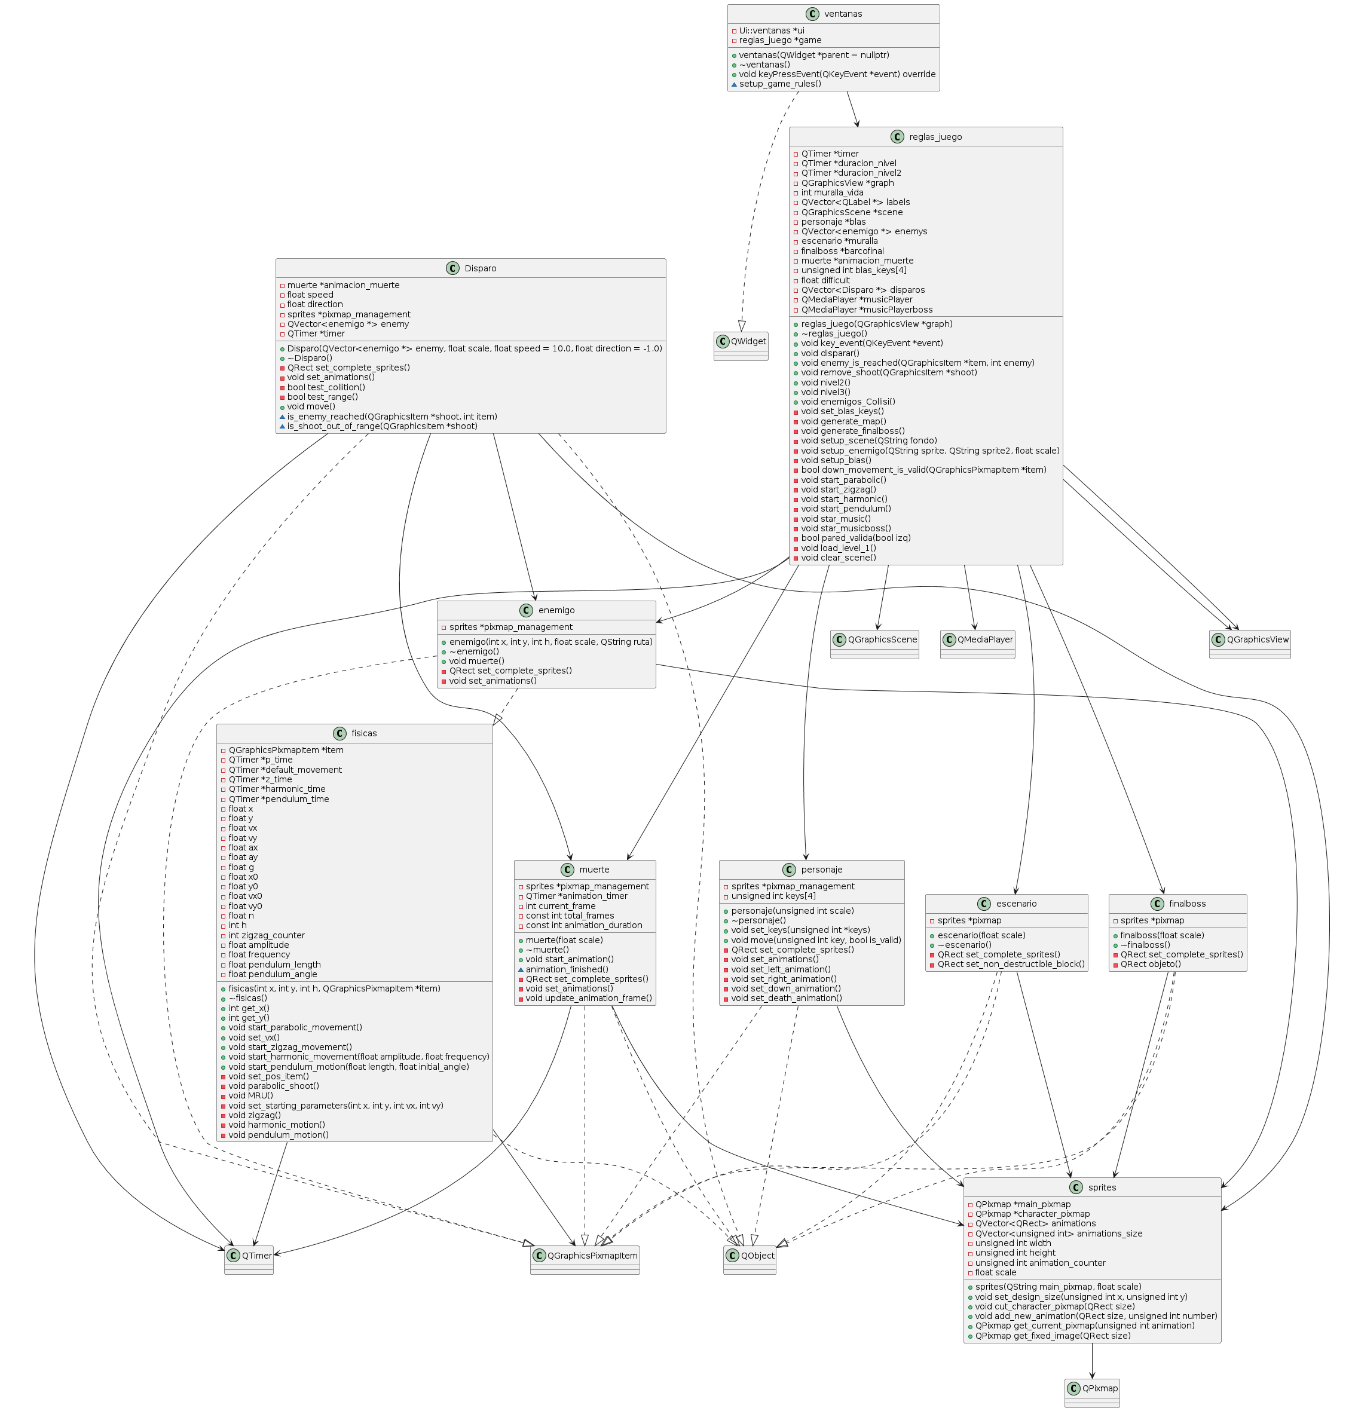 ventanas
Ui::ventanas *ui
reglas_juego *game
ventanas(QWidget *parent = nullptr)
~ventanas()
void keyPressEvent(QKeyEvent *event) override
setup_game_rules()
reglas_juego
QTimer *timer
QTimer *duracion_nivel
QTimer *duracion_nivel2
QGraphicsView *graph
int muralla_vida
QVector<QLabel *> labels
QGraphicsScene *scene
personaje *blas
QVector<enemigo *> enemys
escenario *muralla
finalboss *barcofinal
muerte *animacion_muerte
unsigned int blas_keys[4]
float difficult
QVector<Disparo *> disparos
QMediaPlayer *musicPlayer
QMediaPlayer *musicPlayerboss
reglas_juego(QGraphicsView *graph)
~reglas_juego()
void key_event(QKeyEvent *event)
void disparar()
void enemy_is_reached(QGraphicsItem *item, int enemy)
void remove_shoot(QGraphicsItem *shoot)
void nivel2()
void nivel3()
void enemigos_Collisi()
void set_blas_keys()
void generate_map()
void generate_finalboss()
void setup_scene(QString fondo)
void setup_enemigo(QString sprite, QString sprite2, float scale)
void setup_blas()
bool down_movement_is_valid(QGraphicsPixmapItem *item)
void start_parabolic()
void start_zigzag()
void start_harmonic()
void start_pendulum()
void star_music()
void star_musicboss()
bool pared_valida(bool izq)
void load_level_1()
void clear_scene()
Disparo
muerte *animacion_muerte
float speed
float direction
sprites *pixmap_management
QVector<enemigo *> enemy
QTimer *timer
Disparo(QVector<enemigo *> enemy, float scale, float speed = 10.0, float direction = -1.0)
~Disparo()
QRect set_complete_sprites()
void set_animations()
bool test_collition()
bool test_range()
void move()
is_enemy_reached(QGraphicsItem *shoot, int item)
is_shoot_out_of_range(QGraphicsItem *shoot)
QWidget
enemigo
sprites *pixmap_management
enemigo(int x, int y, int h, float scale, QString ruta)
~enemigo()
void muerte()
QRect set_complete_sprites()
void set_animations()
QGraphicsScene
QMediaPlayer
QGraphicsView
fisicas
QGraphicsPixmapItem *item
QTimer *p_time
QTimer *default_movement
QTimer *z_time
QTimer *harmonic_time
QTimer *pendulum_time
float x
float y
float vx
float vy
float ax
float ay
float g
float x0
float y0
float vx0
float vy0
float n
int h
int zigzag_counter
float amplitude
float frequency
float pendulum_length
float pendulum_angle
fisicas(int x, int y, int h, QGraphicsPixmapItem *item)
~fisicas()
int get_x()
int get_y()
void start_parabolic_movement()
void set_vx()
void start_zigzag_movement()
void start_harmonic_movement(float amplitude, float frequency)
void start_pendulum_motion(float length, float initial_angle)
void set_pos_item()
void parabolic_shoot()
void MRU()
void set_starting_parameters(int x, int y, int vx, int vy)
void zigzag()
void harmonic_motion()
void pendulum_motion()
muerte
sprites *pixmap_management
QTimer *animation_timer
int current_frame
const int total_frames
const int animation_duration
muerte(float scale)
~muerte()
void start_animation()
animation_finished()
QRect set_complete_sprites()
void set_animations()
void update_animation_frame()
personaje
sprites *pixmap_management
unsigned int keys[4]
personaje(unsigned int scale)
~personaje()
void set_keys(unsigned int *keys)
void move(unsigned int key, bool is_valid)
QRect set_complete_sprites()
void set_animations()
void set_left_animation()
void set_right_animation()
void set_down_animation()
void set_death_animation()
escenario
sprites *pixmap
escenario(float scale)
~escenario()
QRect set_complete_sprites()
QRect set_non_destructible_block()
finalboss
sprites *pixmap
finalboss(float scale)
~finalboss()
QRect set_complete_sprites()
QRect objeto()
sprites
QPixmap *main_pixmap
QPixmap *character_pixmap
QVector<QRect> animations
QVector<unsigned int> animations_size
unsigned int width
unsigned int height
unsigned int animation_counter
float scale
sprites(QString main_pixmap, float scale)
void set_design_size(unsigned int x, unsigned int y)
void cut_character_pixmap(QRect size)
void add_new_animation(QRect size, unsigned int number)
QPixmap get_current_pixmap(unsigned int animation)
QPixmap get_fixed_image(QRect size)
QTimer
QGraphicsPixmapItem
QObject
QPixmap